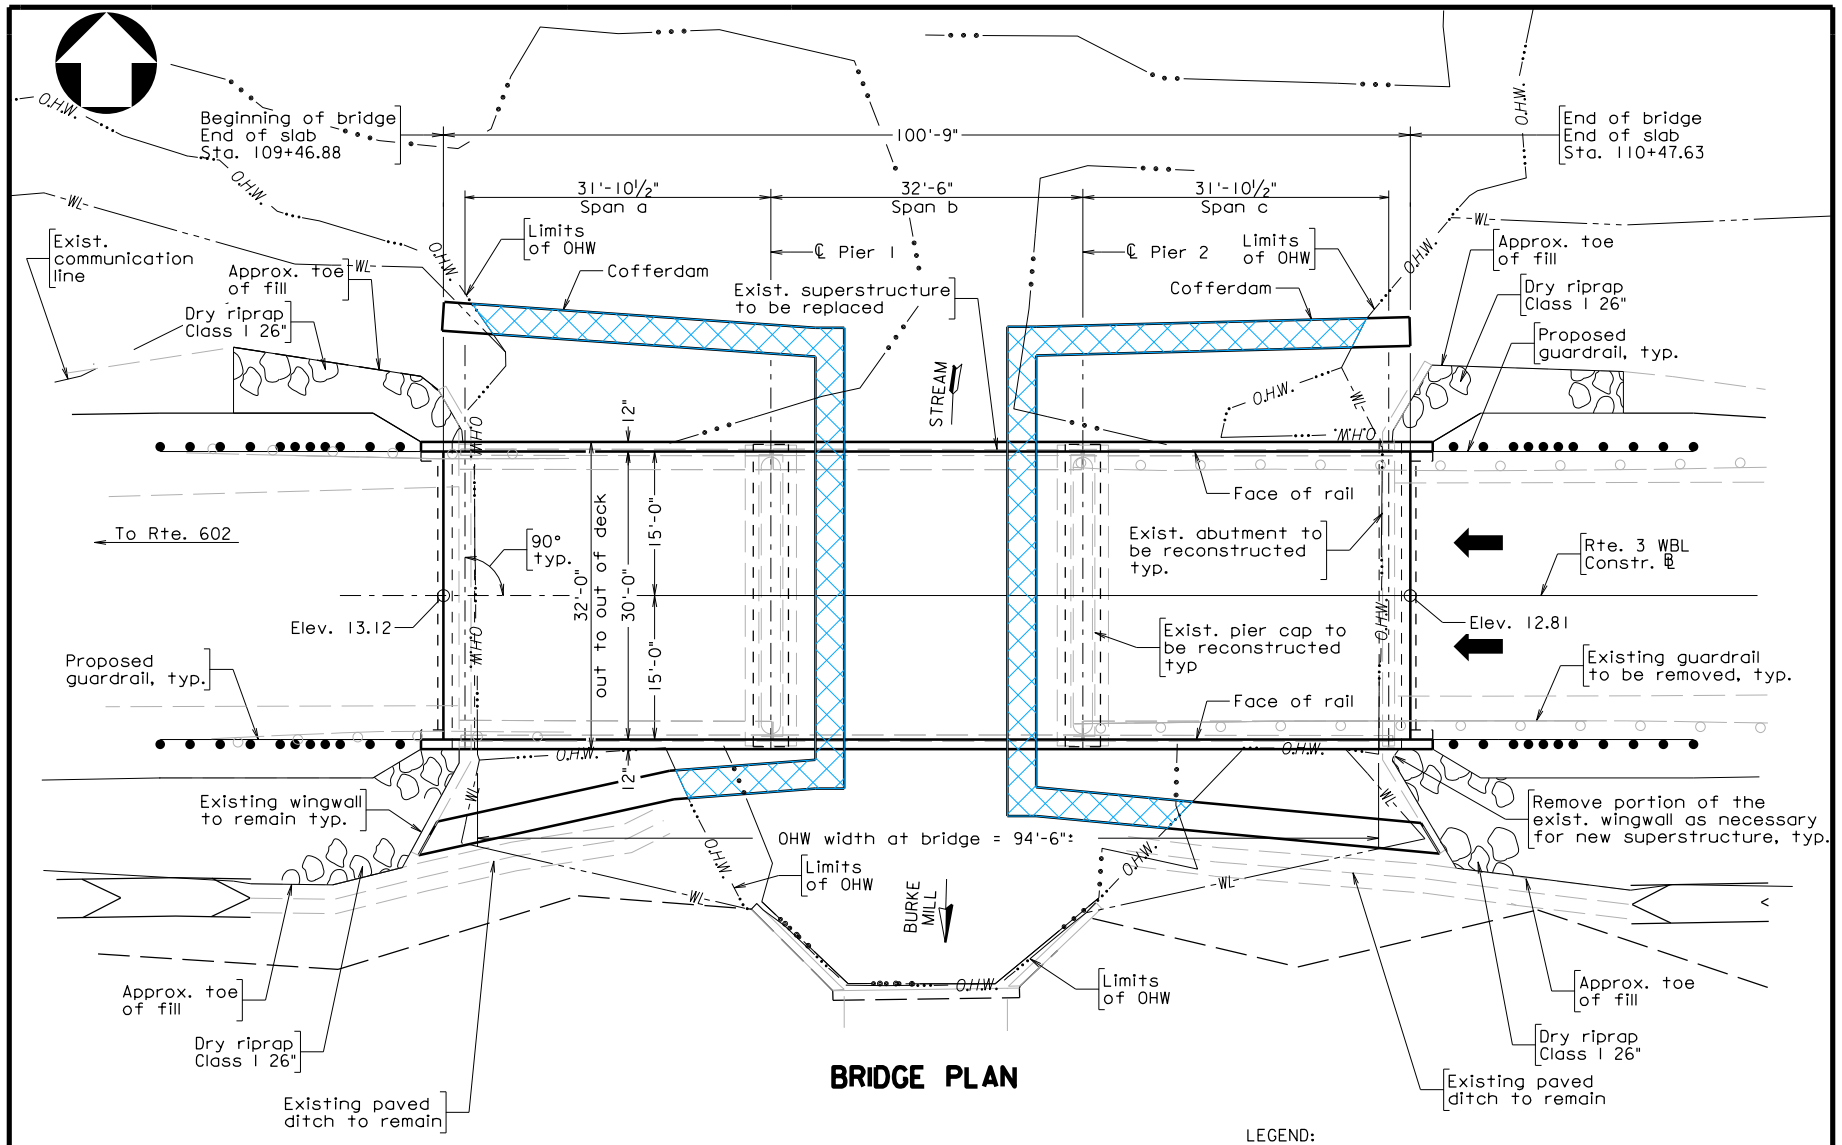 O.H.W.
Beginning of bridge
End of slab
Sta. 109+46.88
100'-9"
End of bridge
End of slab
Sta. 110+47.63
O.H.W.
O.H.W.
31'-10½"
Span a
32'-6"
Span b
31'-10½"
Span c
WL
WL
Exist.
communication
line
Limits
of OHW
℄ Pier 1
℄ Pier 2
Limits
of OHW
Approx. toe
of fill
O.H.W.
O.H.W.
WL
Approx. toe
of fill
Cofferdam
Exist. superstructure
to be replaced
Cofferdam
Dry riprap
Class I 26"
Dry riprap
Class I 26"
Proposed
guardrail, typ.
STREAM
O.H.W.
WL
12"
O.H.W.
O.H.W.
Face of rail
To Rte. 602
90°
typ.
32'-0"
out to out of deck
30'-0"
15'-0"
15'-0"
Exist. abutment to
be reconstructed
typ.
Rte. 3 WBL
Constr. ℄
Elev. 13.12
Elev. 12.81
O.H.W.
O.H.W.
Exist. pier cap to
be reconstructed
typ
Proposed
guardrail, typ.
Existing guardrail
to be removed, typ.
Face of rail
O.H.W.
O.H.W.
12"
WL
WL
Existing wingwall
to remain typ.
Remove portion of the
exist. wingwall as necessary
for new superstructure, typ.
OHW width at bridge = 94'-6"±
O.H.W.
O.H.W.
Limits
of OHW
WL
WL
BURKE
MILL
O.H.W.
Limits
of OHW
Approx. toe
of fill
Approx. toe
of fill
Dry riprap
Class I 26"
Dry riprap
Class I 26"
BRIDGE PLAN
Existing paved
ditch to remain
Existing paved
ditch to remain
LEGEND: